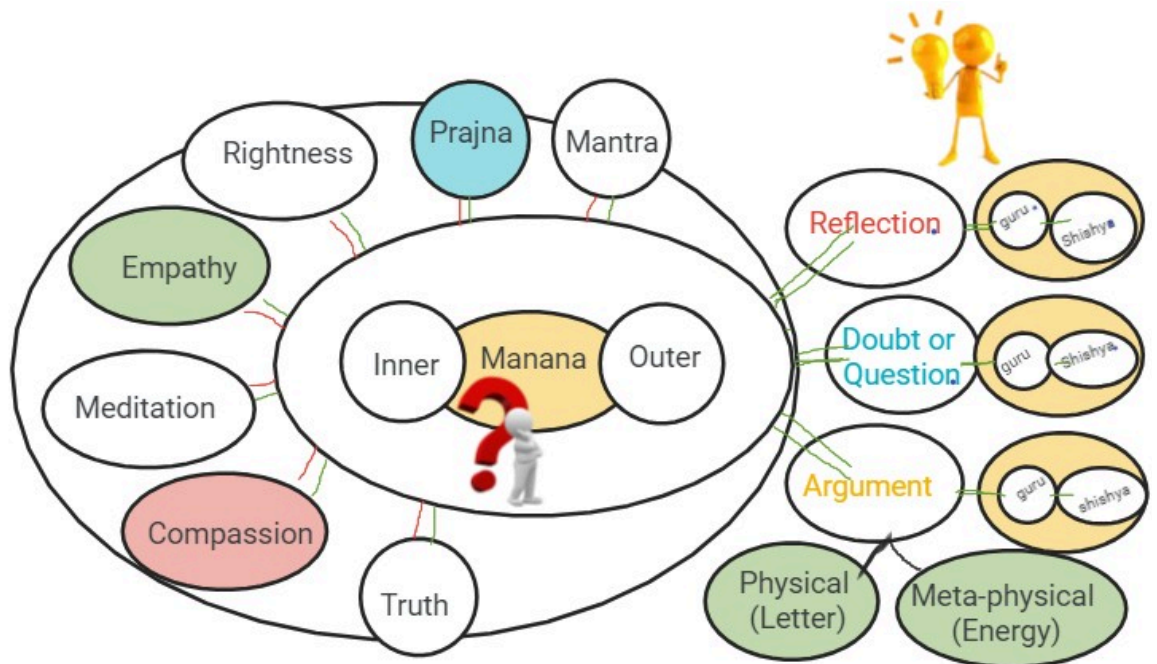 Rightness
Prajna
Mantra
Empathy
Meditation
Compassion
Truth
Inner
Manana
Outer
Reflection
guru
Shishya
Doubt or
Question
guru
Shishya
Argument
guru
shishya
Physical
(Letter)
Meta-physical
(Energy)